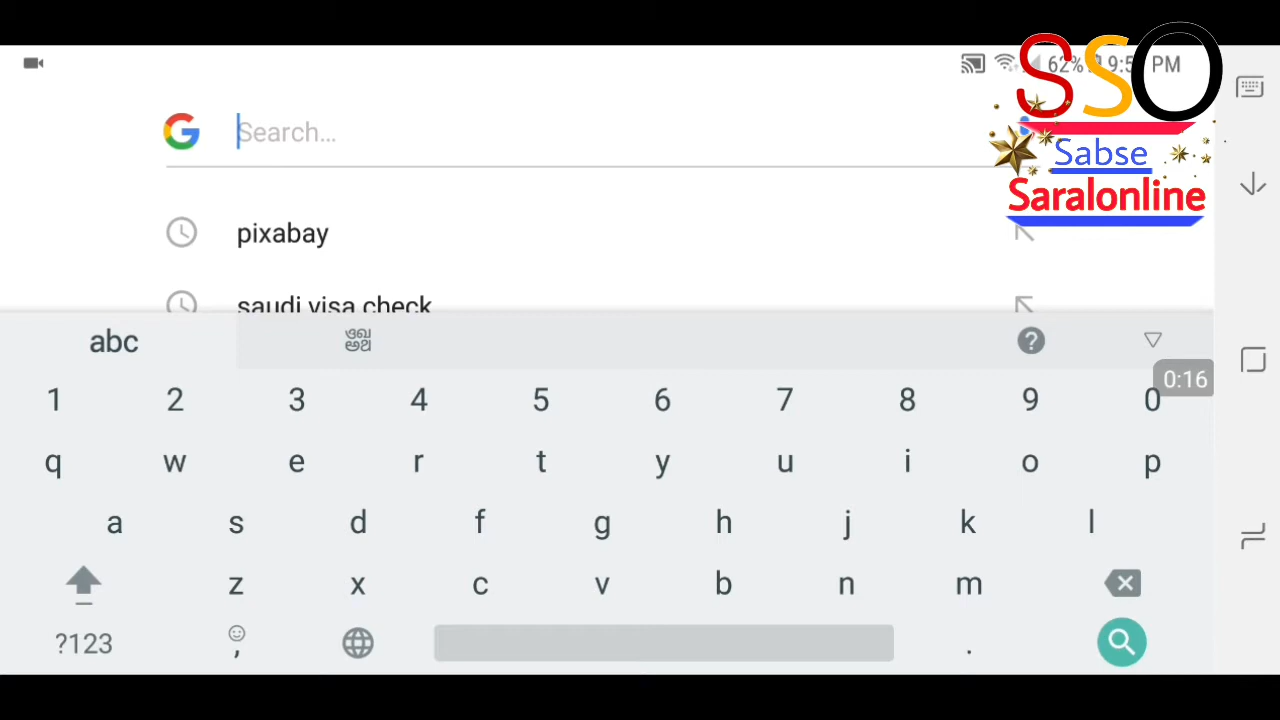 62% 9:5 PM
SSO
Search...
Sabse
Saralonline
pixabay
saudi visa check
abc
0:16
1 2 3 4 5 6 7 8 9 0
q w e r t y u i o p
a s d f g h j k l
z x c v b n m
?123 , .